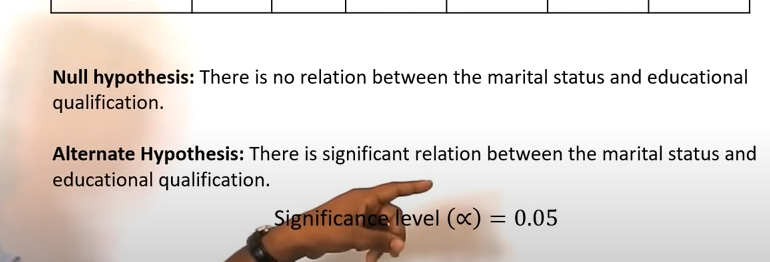 Null hypothesis: There is no relation between the marital status and educational
qualification.
Alternate Hypothesis: There is significant relation between the marital status and
educational qualification.
Significance level (∝) = 0.05